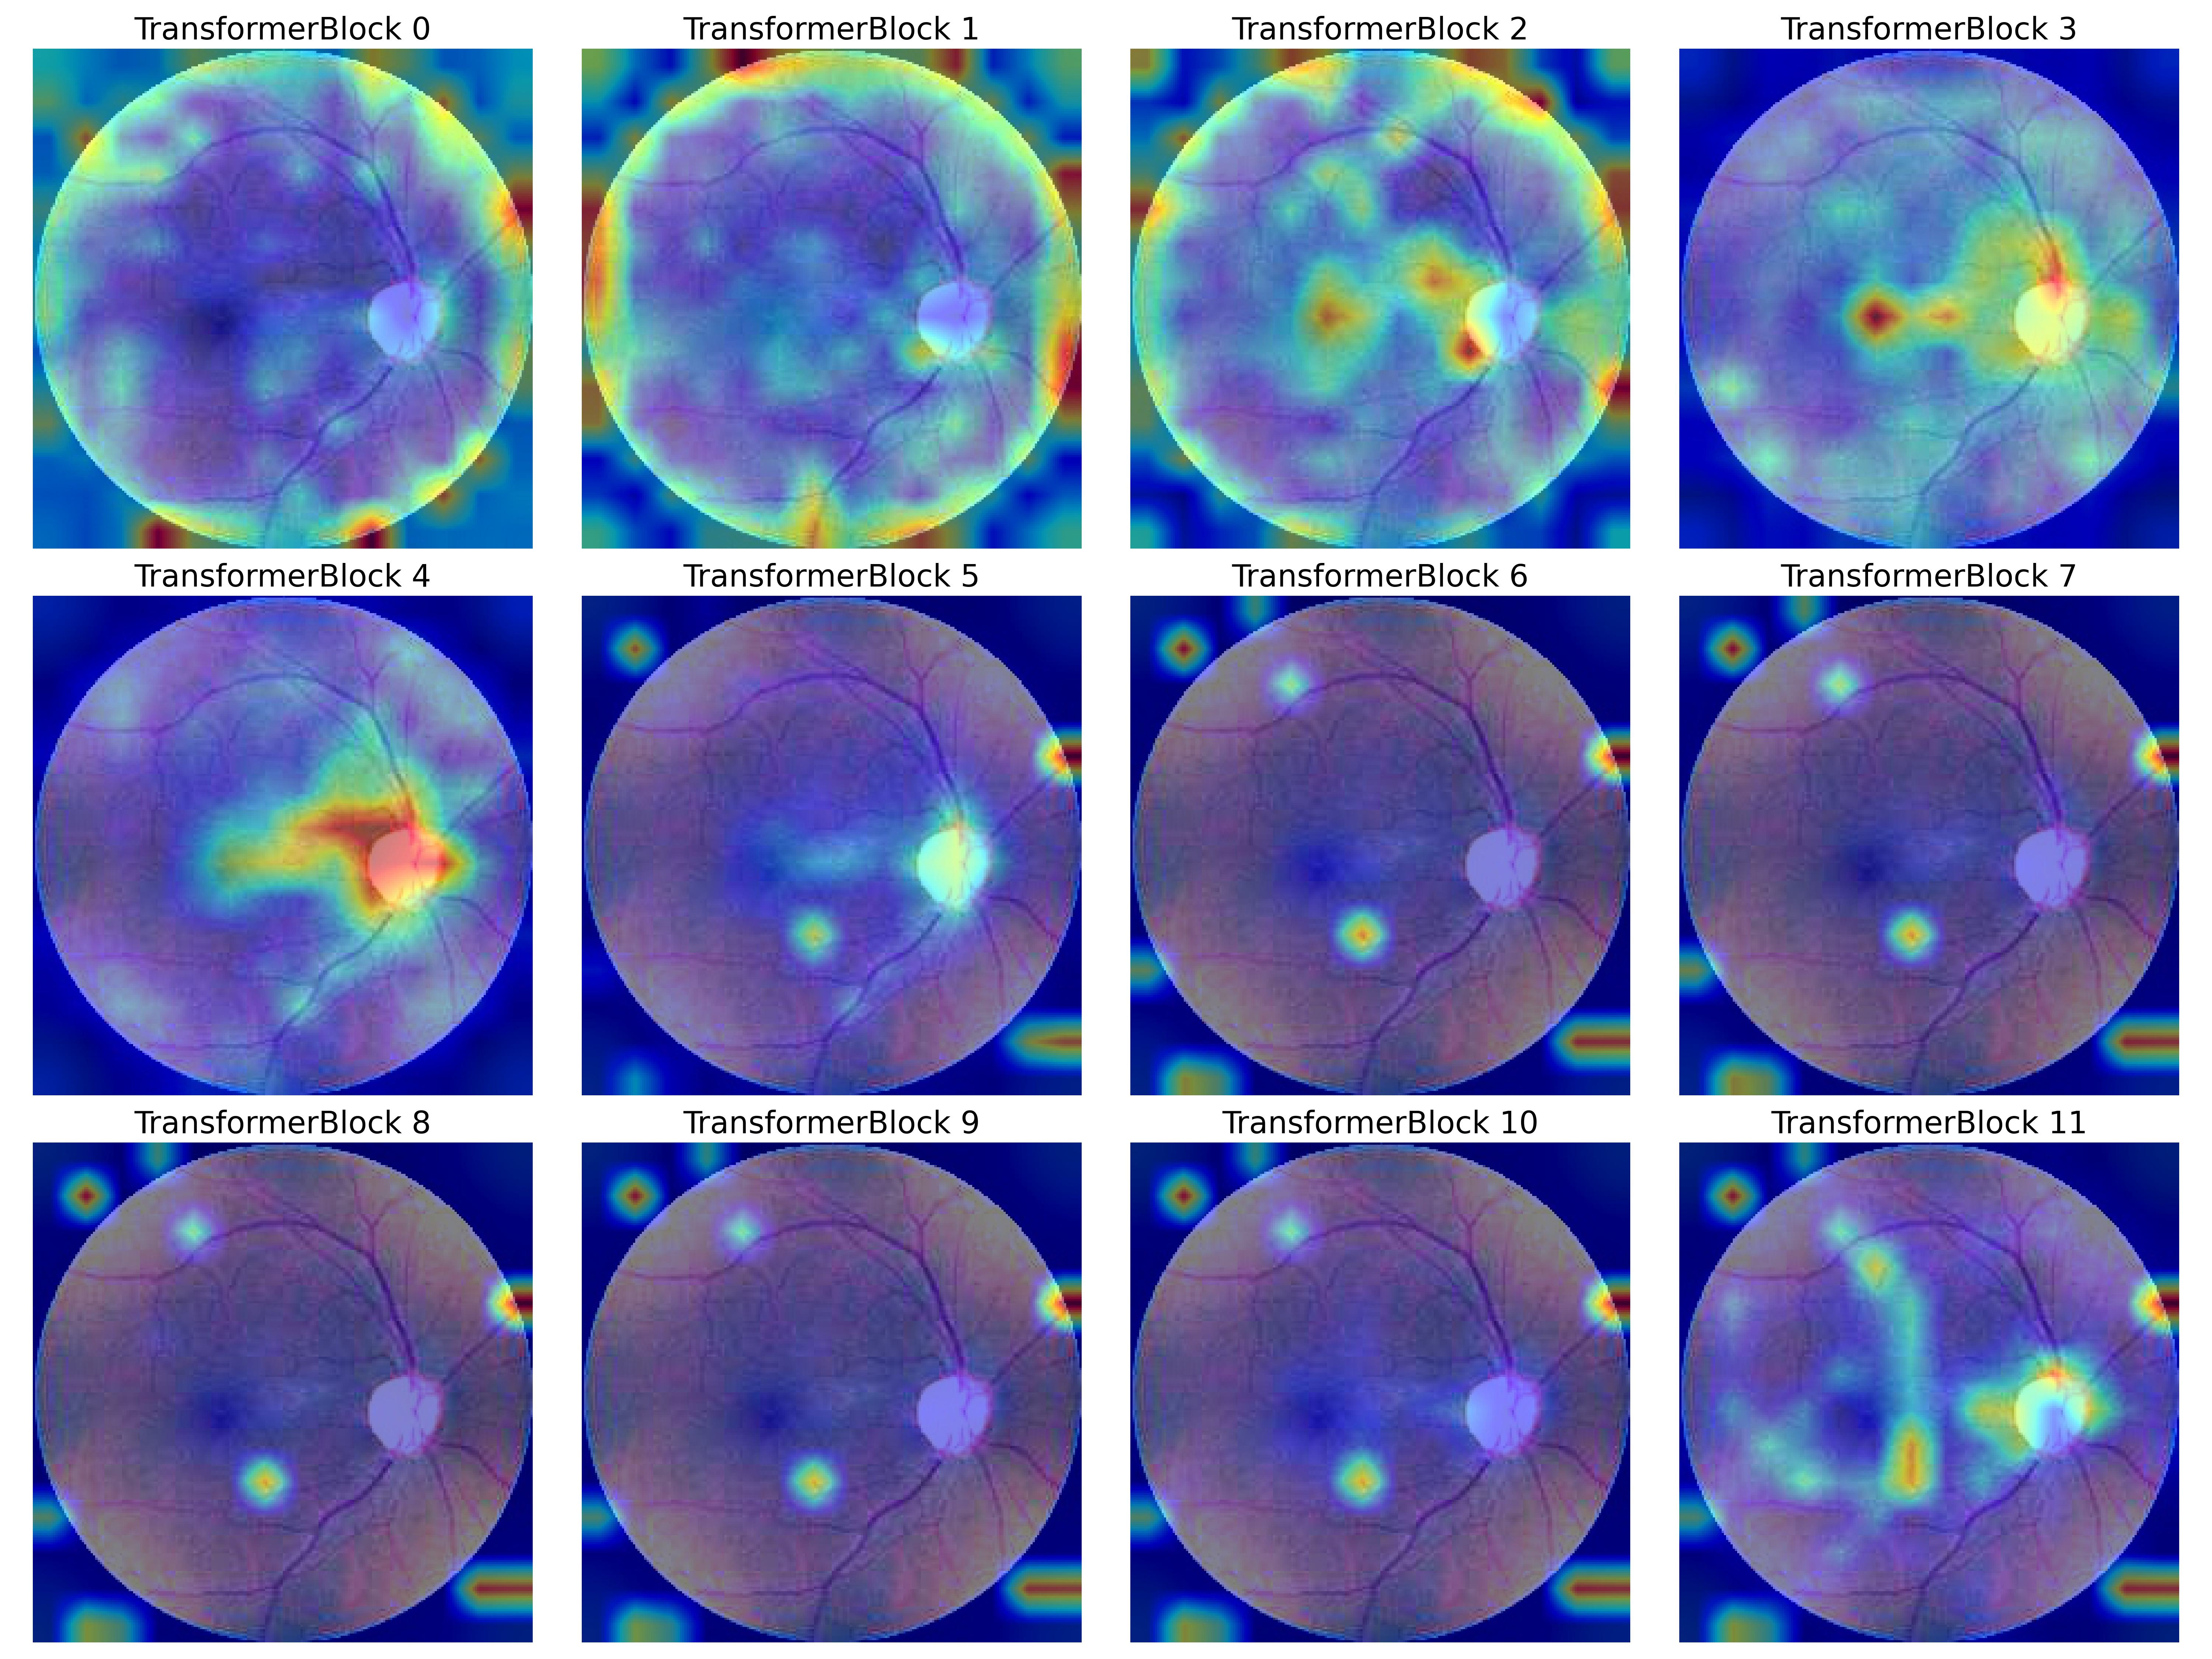 TransformerBlock 0
TransformerBlock 1
TransformerBlock 2
TransformerBlock 3
TransformerBlock 4
TransformerBlock 5
TransformerBlock 6
TransformerBlock 7
TransformerBlock 8
TransformerBlock 9
TransformerBlock 10
TransformerBlock 11